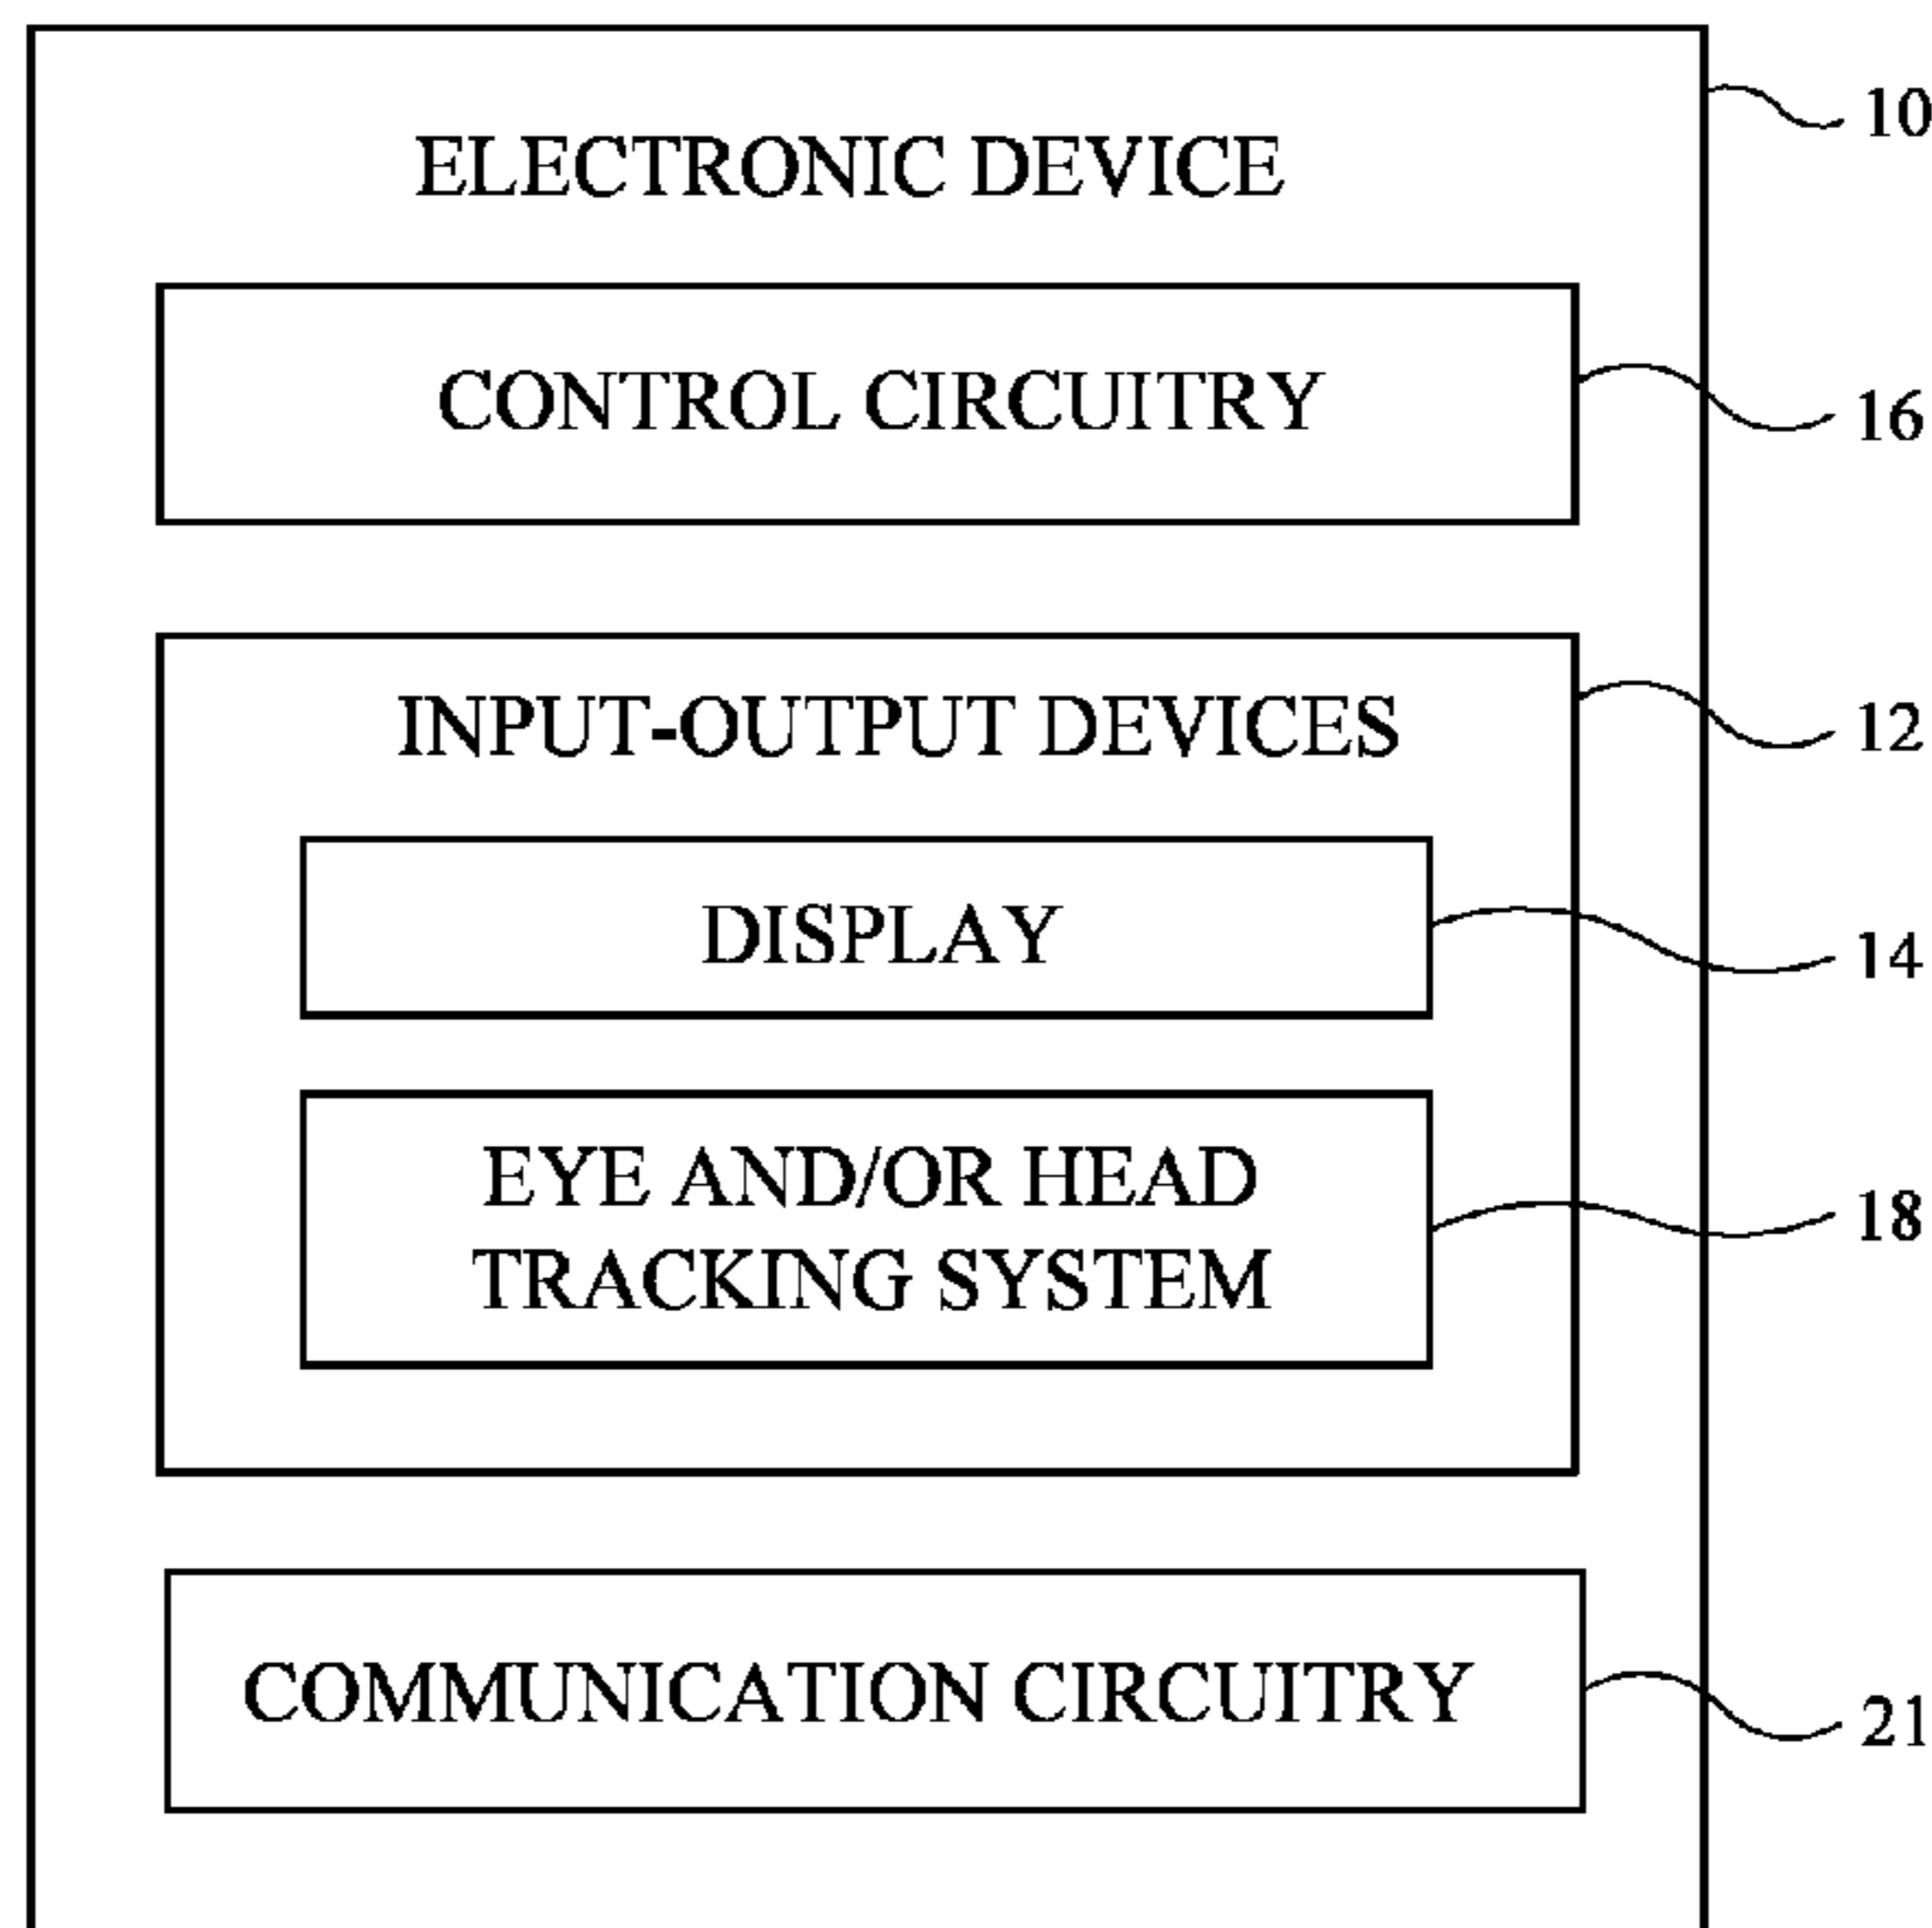 ELECTRONIC DEVICE
10
CONTROL CIRCUITRY
16
INPUT-OUTPUT DEVICES
12
DISPLAY
14
EYE AND/OR HEAD
TRACKING SYSTEM
18
COMMUNICATION CIRCUITRY
21